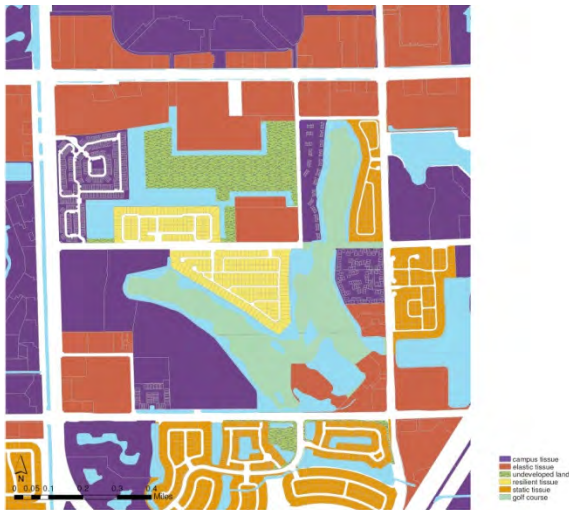 campus tissue
elastic tissue
undeveloped land
resilient tissue
static tissue
golf course
N
0 0.05 0.1 0.2 0.3 0.4
Miles